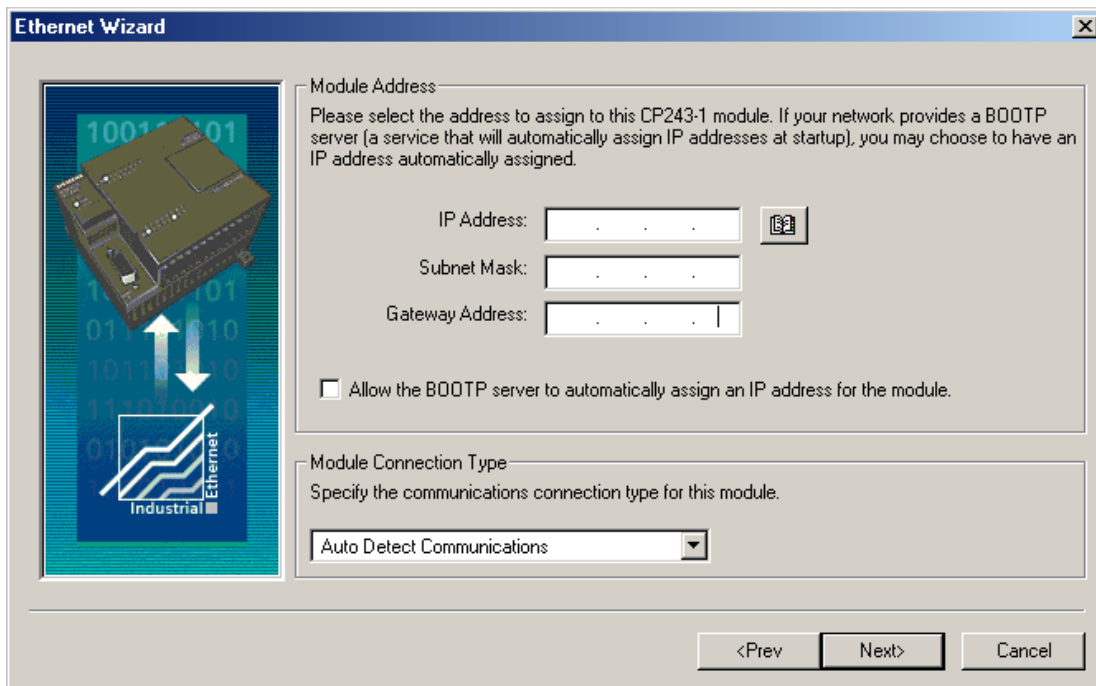 Ethernet Wizard
Module Address
Please select the address to assign to this CP243-1 module. If your network provides a BOOTP
server (a service that will automatically assign IP addresses at startup), you may choose to have an
IP address automatically assigned.
IP Address:
Subnet Mask:
Gateway Address:
Allow the BOOTP server to automatically assign an IP address for the module.
Module Connection Type
Specify the communications connection type for this module.
Auto Detect Communications
<Prev
Next>
Cancel
Industrial
Ethernet